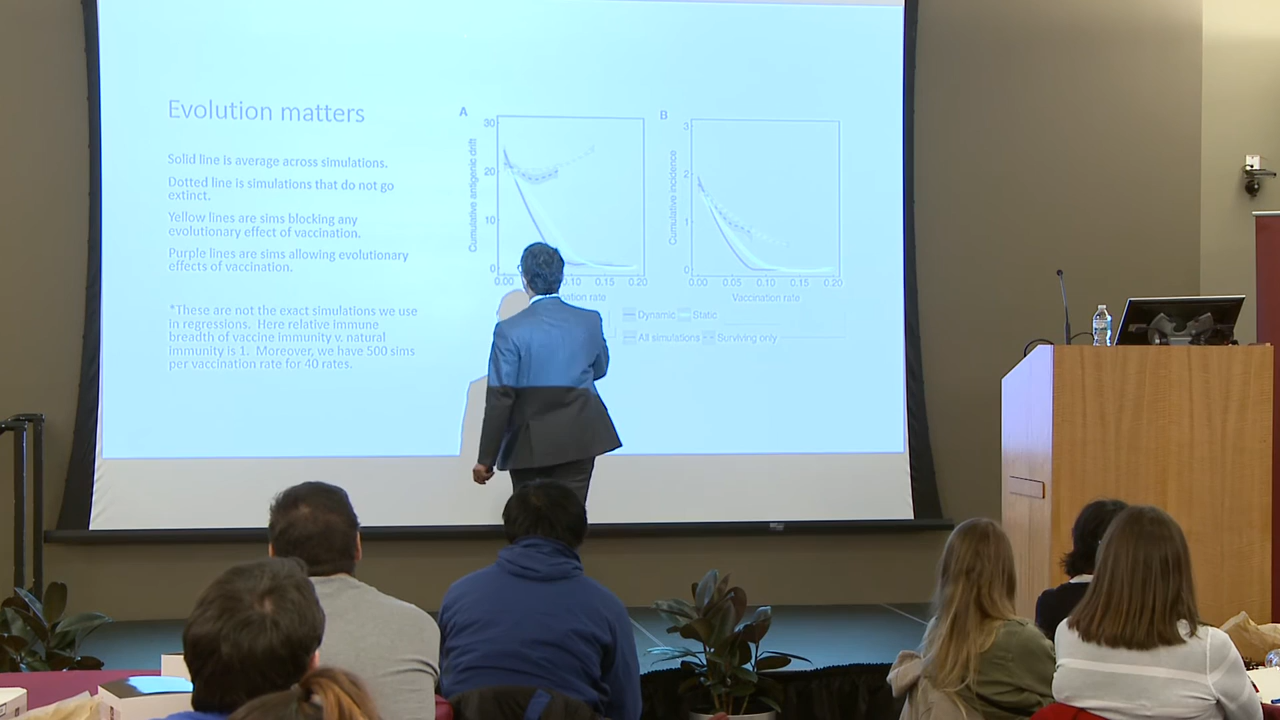 Evolution matters
Solid line is average across simulations.
Dotted line is simulations that do not go
extinct.
Yellow lines are sims blocking any
evolutionary effect of vaccination.
Purple lines are sims allowing evolutionary
effects of vaccination.
*These are not the exact simulations we use
in regressions. Here relative immune
breadth of vaccine immunity v. natural
immunity is 1. Moreover, we have 500 sims
per vaccination rate for 40 rates.
A
Cumulative antigenic drift
30
20
10
0
0.00
0.10
0.15
0.20
nation rate
B
Cumulative incidence
3
2
1
0
0.00
0.05
0.10
0.15
0.20
Vaccination rate
Dynamic
Static
All simulations
Surviving only